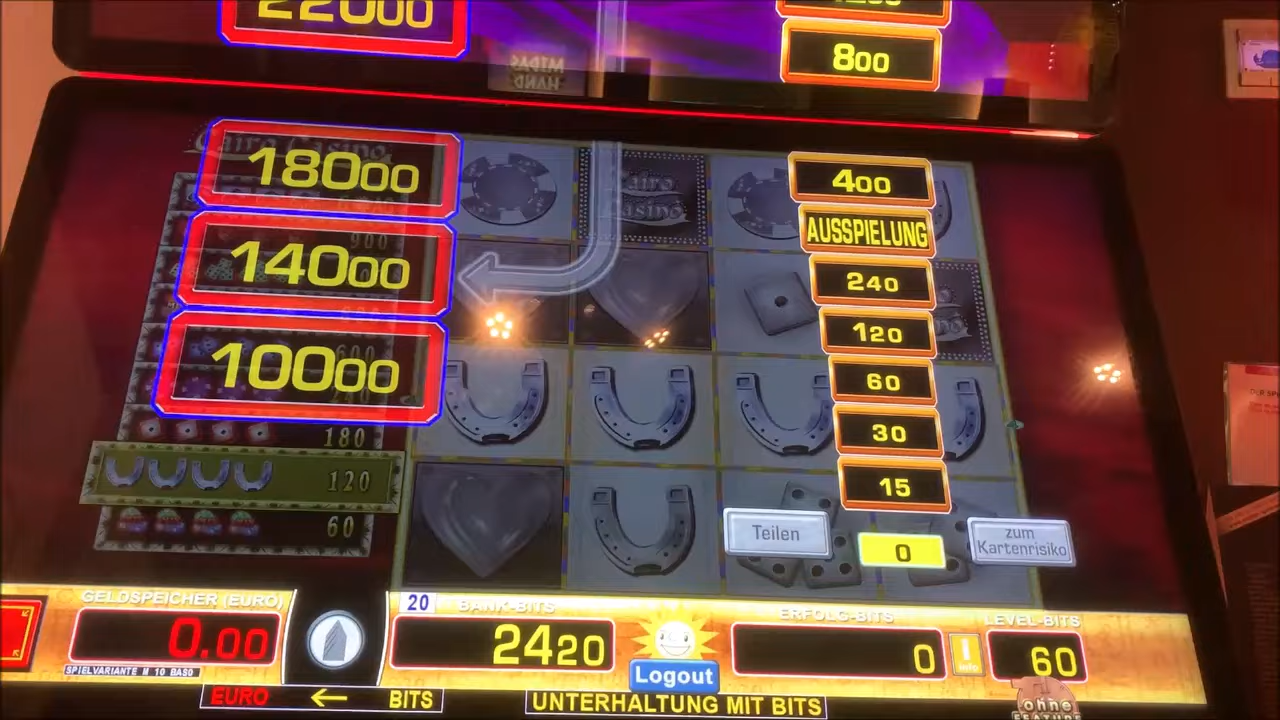 22000
800
Cairo Casino
18000
Cairo Casino
400
900
AUSSPIELUNG
14000
240
120
600
60
10000
30
180
15
120
Teilen
0
zum Kartenrisiko
60
GELDSPEICHER (EURO)
20
BANK-BITS
ERFOLG-BITS
LEVEL-BITS
0.00
2420
0
info
60
SPIELVARIANTE M 10 BASO
Logout
EURO
BITS
UNTERHALTUNG MIT BITS
ohne
FEATURE